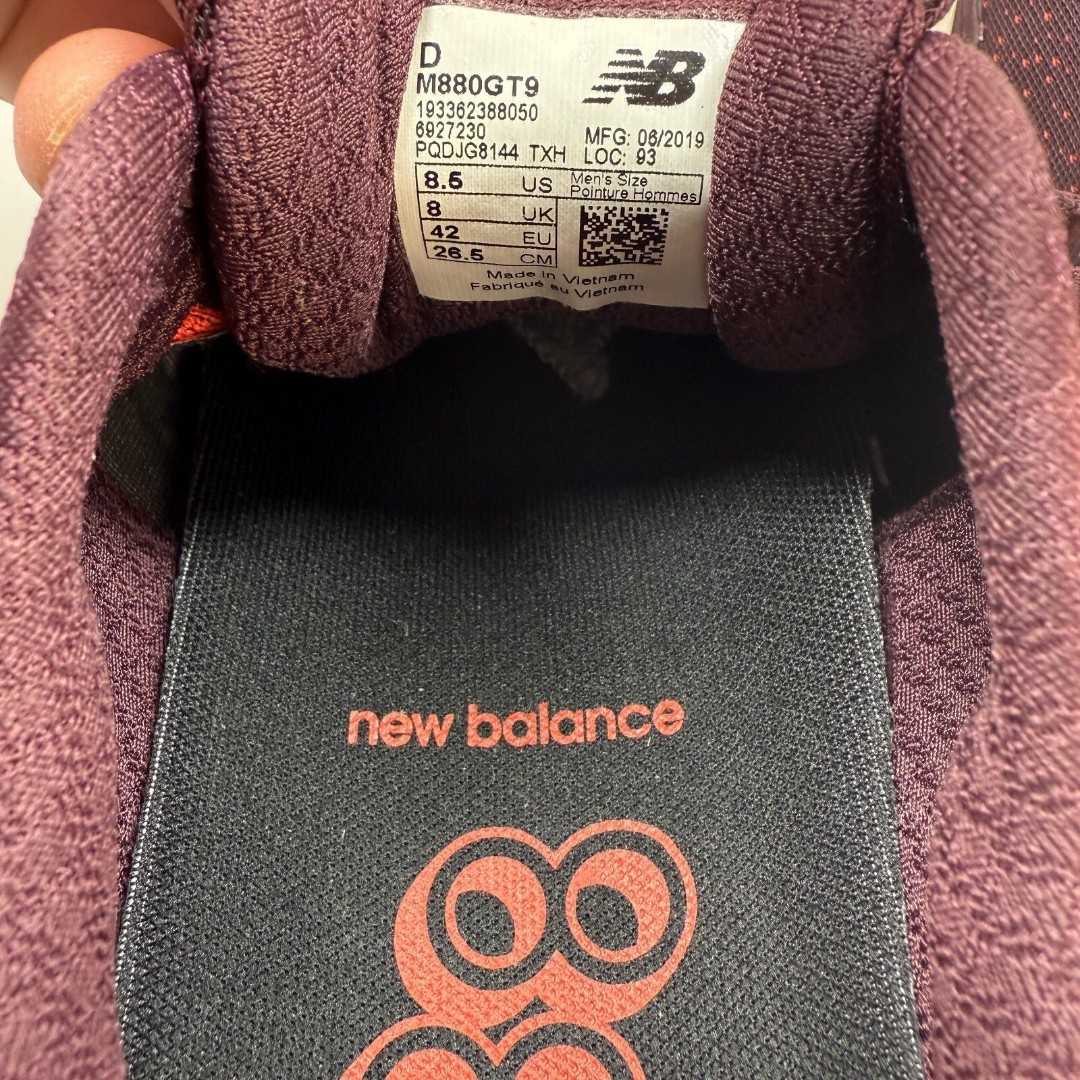 D
NB
M880GT9
193362388050
6927230
MFG: 06/2019
PQDJG8144 TXH LOC: 93
8.5 US Men's Size
Pointure Hommes
8 UK
42 EU
26.5 CM
Made in Vietnam
Fabriqué au Vietnam
new balance